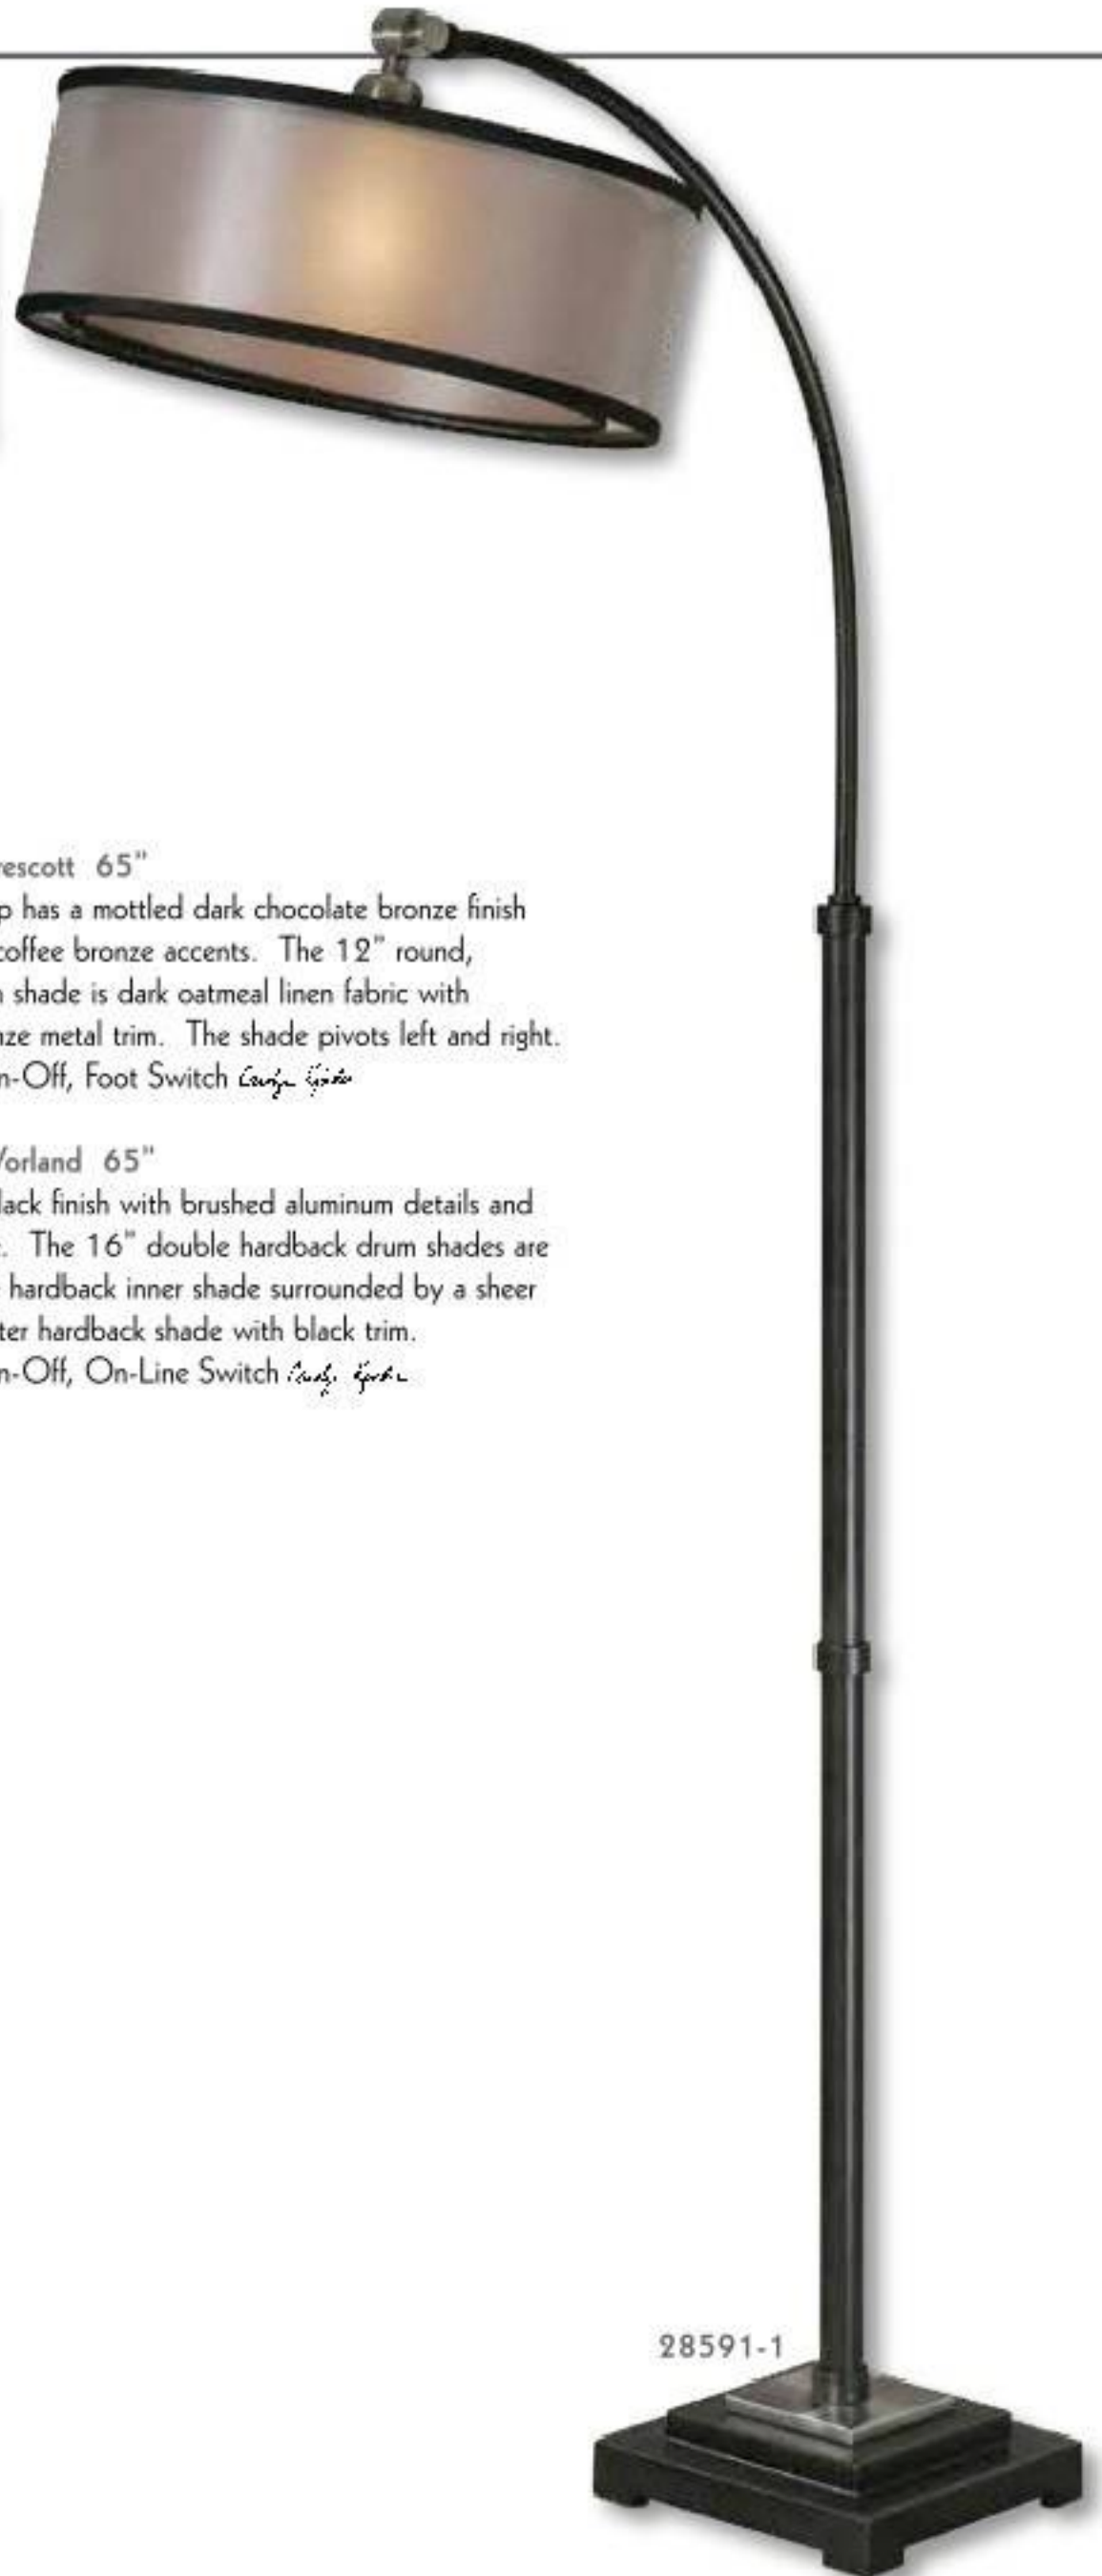 rescott 65"
p has a mottled dark chocolate bronze finish
coffee bronze accents. The 12" round,
n shade is dark oatmeal linen fabric with
nze metal trim. The shade pivots left and right.
n-Off, Foot Switch
Vorland 65"
lack finish with brushed aluminum details and
. The 16" double hardback drum shades are
hardback inner shade surrounded by a sheer
ter hardback shade with black trim.
n-Off, On-Line Switch
28591-1